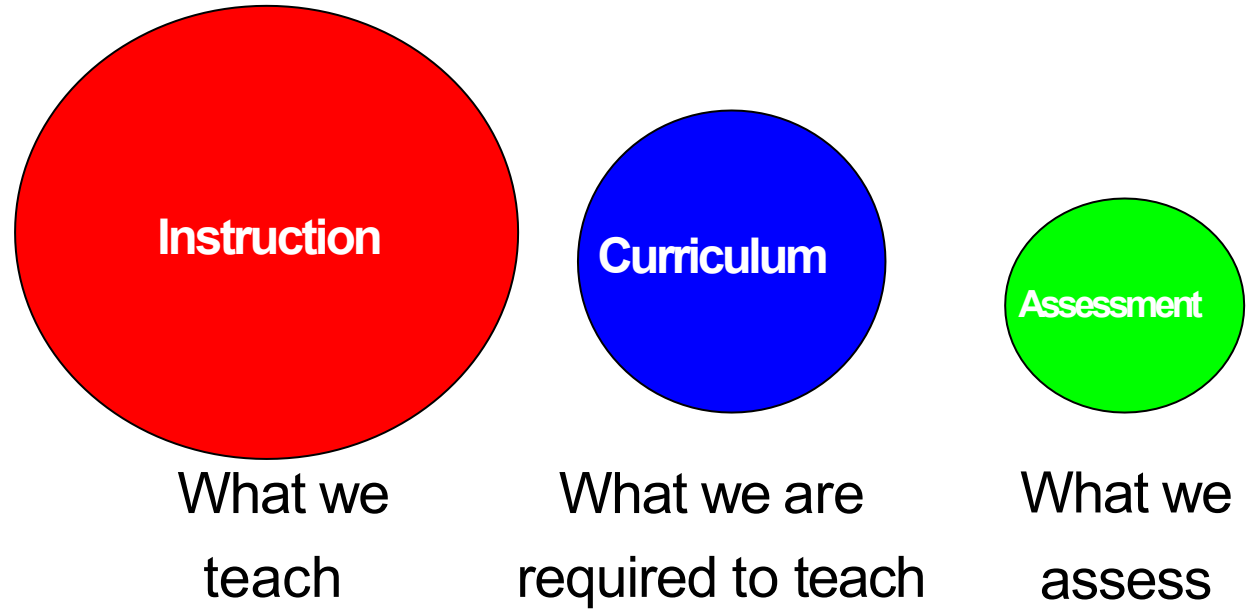 Instruction
Curriculum
Assessment
What we
teach
What we are
required to teach
What we
assess